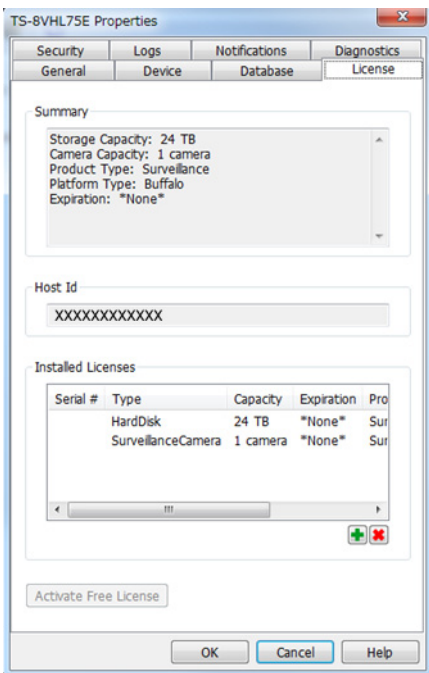 TS-8VHL75E Properties
Security Logs Notifications Diagnostics
General Device Database License
Summary
Storage Capacity: 24 TB
Camera Capacity: 1 camera
Product Type: Surveillance
Platform Type: Buffalo
Expiration: *None*
Host Id
XXXXXXXXXXXX
Installed Licenses
Serial # Type Capacity Expiration Pro
HardDisk 24 TB *None* Sur
SurveillanceCamera 1 camera *None* Sur
Activate Free License
OK Cancel Help